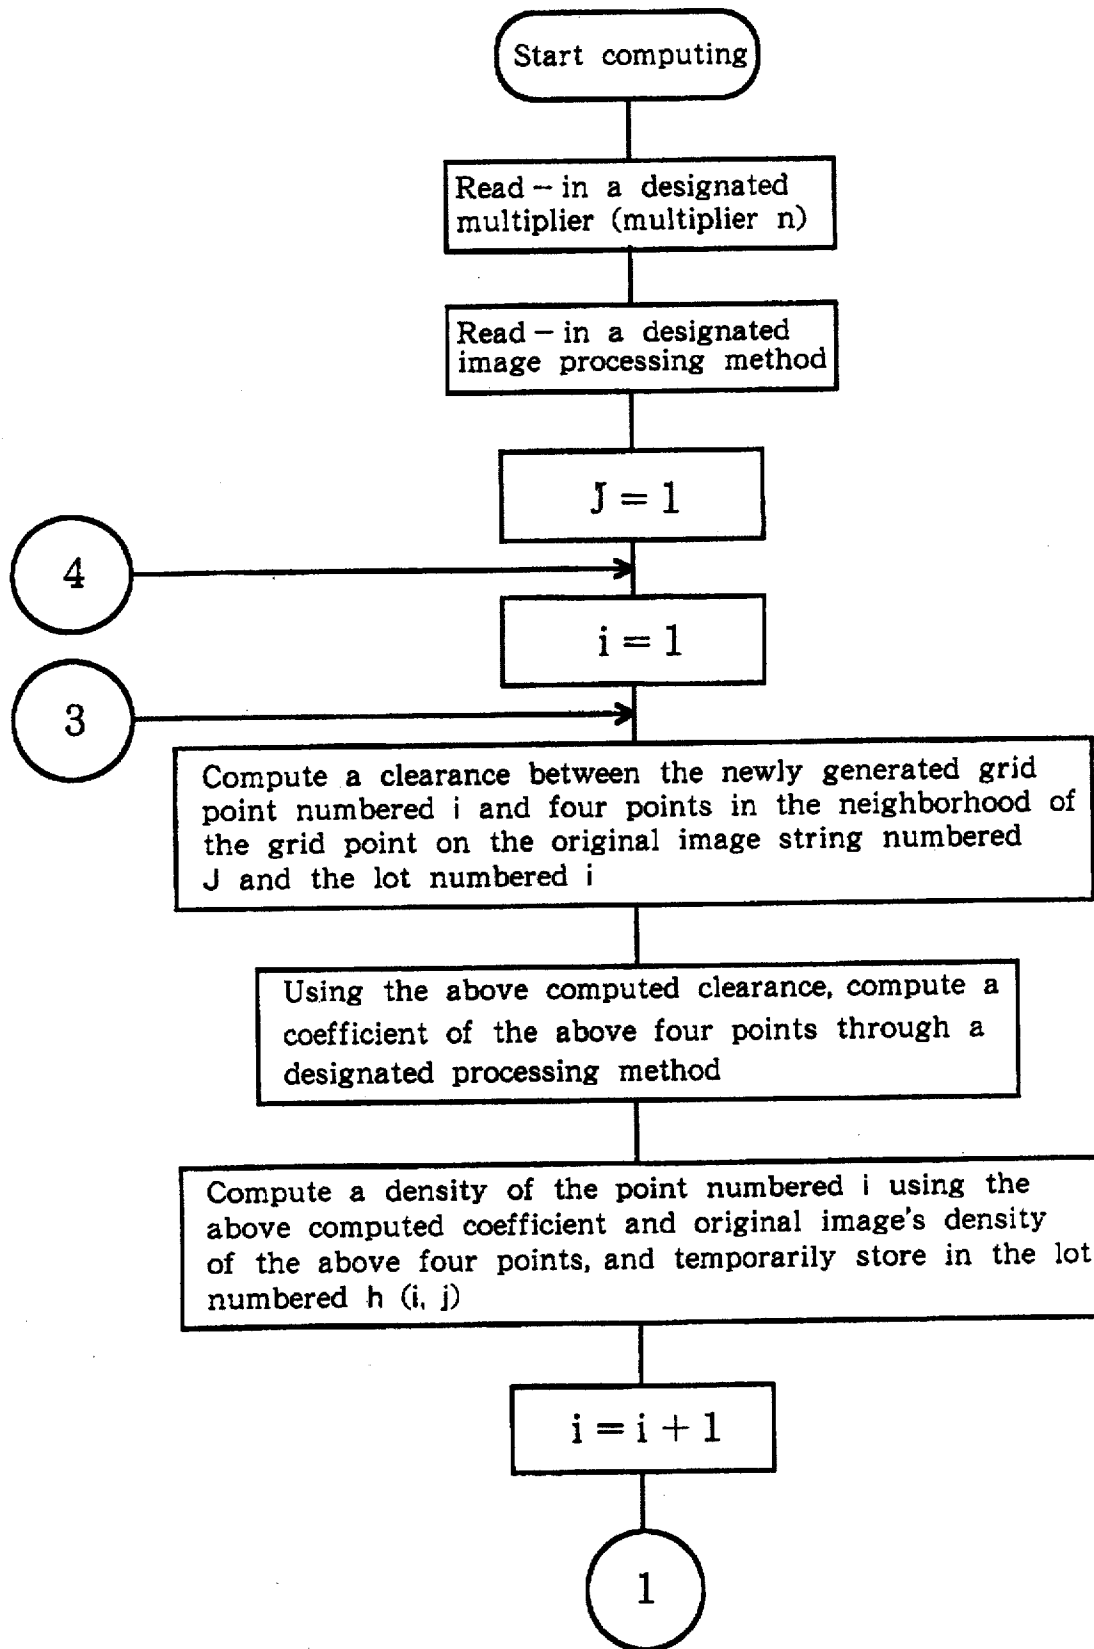 Start computing
Read – in a designated
multiplier (multiplier n)
Read – in a designated
image processing method
J = 1
4
i = 1
3
Compute a clearance between the newly generated grid
point numbered i and four points in the neighborhood of
the grid point on the original image string numbered
J and the lot numbered i
Using the above computed clearance, compute a
coefficient of the above four points through a
designated processing method
Compute a density of the point numbered i using the
above computed coefficient and original image's density
of the above four points, and temporarily store in the lot
numbered h (i, j)
i = i + 1
1